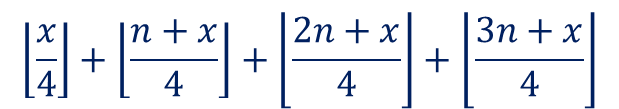 ⌊x/4⌋ + ⌊(n + x)/4⌋ + ⌊(2n + x)/4⌋ + ⌊(3n + x)/4⌋